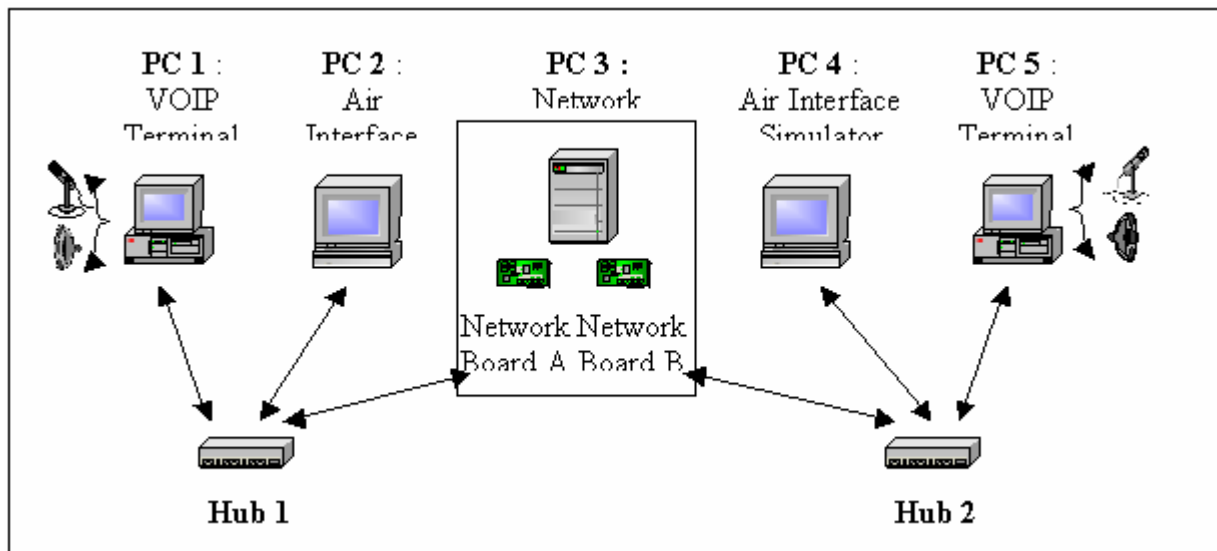 PC 1 :
VOIP
Terminal
PC 2 :
Air
Interface
PC 3 :
Network
PC 4 :
Air Interface
Simulator
PC 5 :
VOIP
Terminal
Network Network
Board A Board B
Hub 1
Hub 2